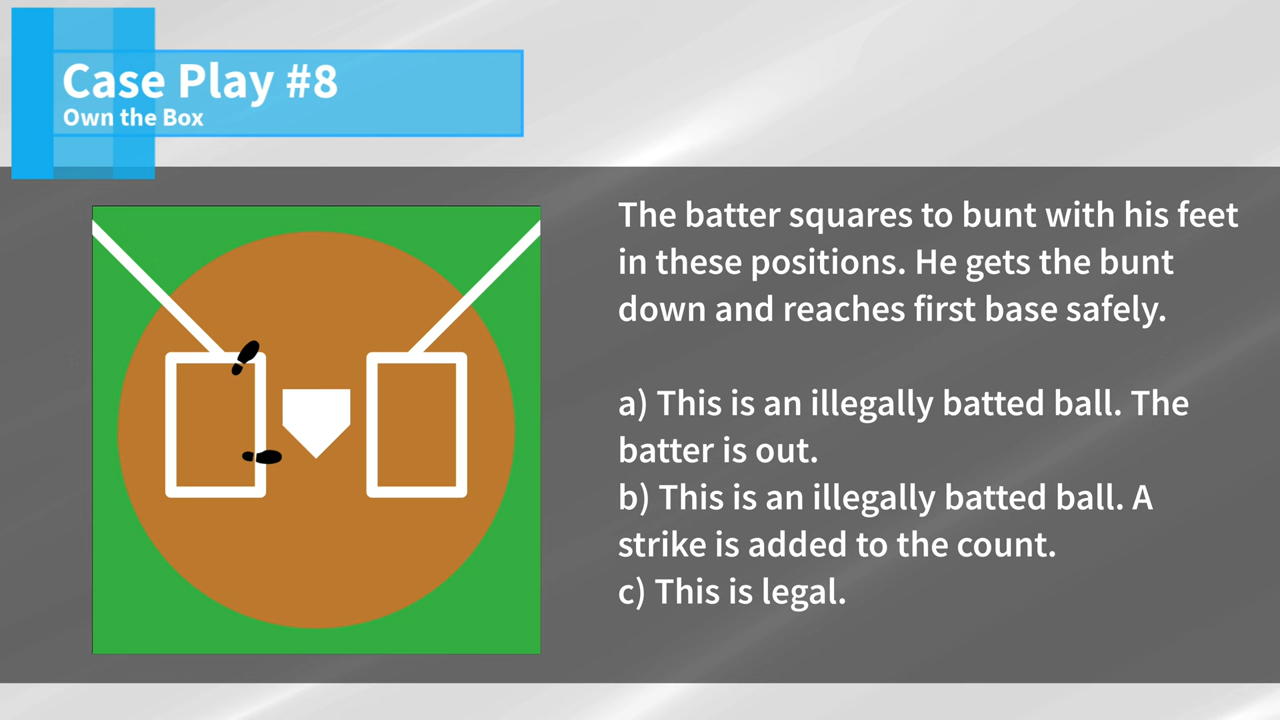 Case Play #8
Own the Box
The batter squares to bunt with his feet
in these positions. He gets the bunt
down and reaches first base safely.
a) This is an illegally batted ball. The
batter is out.
b) This is an illegally batted ball. A
strike is added to the count.
c) This is legal.